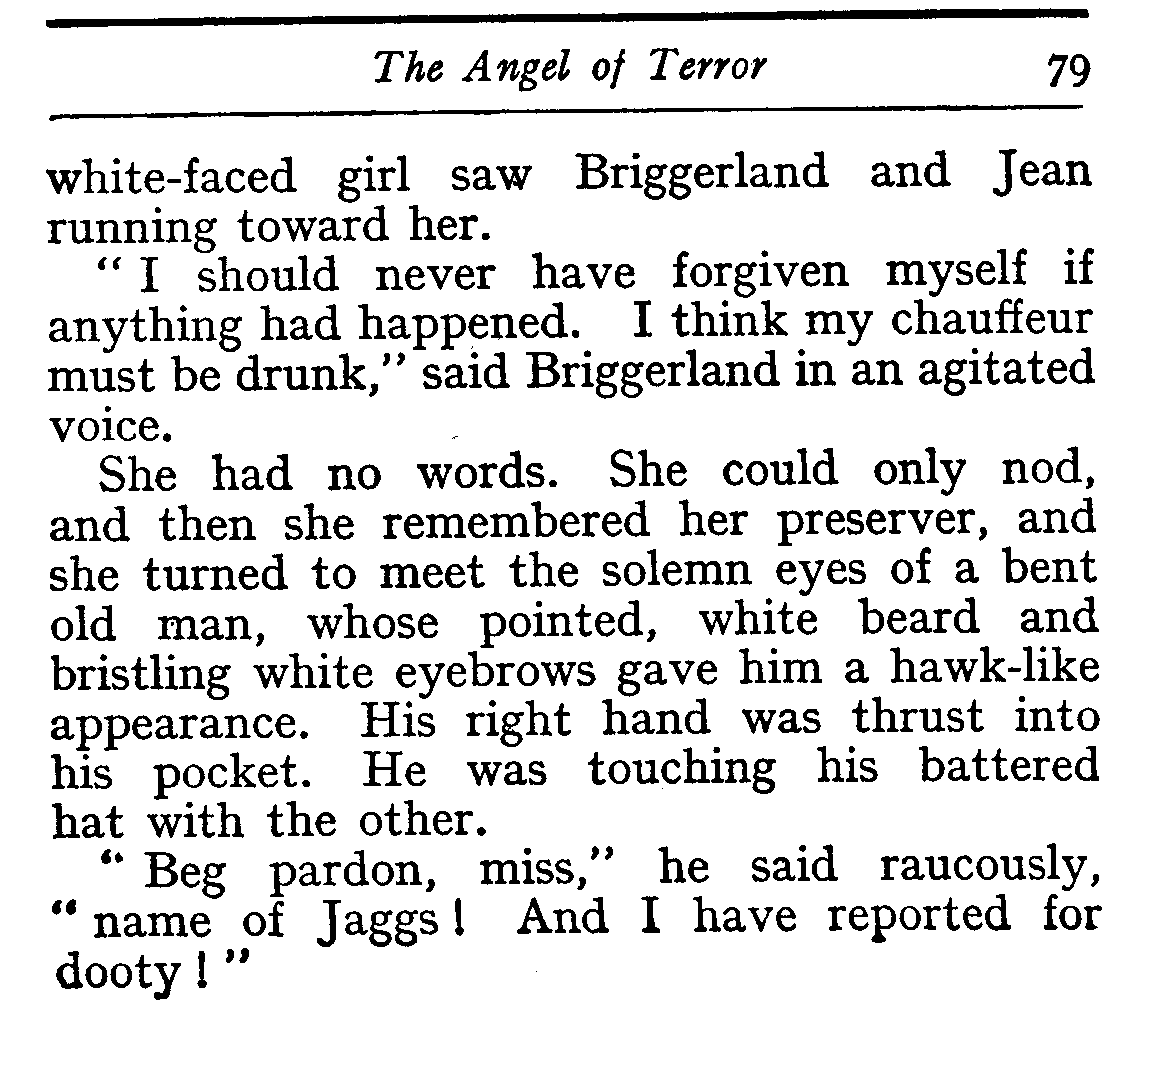 The Angel of Terror 79
white-faced girl saw Briggerland and Jean
running toward her.
“ I should never have forgiven myself if
anything had happened. I think my chauffeur
must be drunk,” said Briggerland in an agitated
voice.
She had no words. She could only nod,
and then she remembered her preserver, and
she turned to meet the solemn eyes of a bent
old man, whose pointed, white beard and
bristling white eyebrows gave him a hawk-like
appearance. His right hand was thrust into
his pocket. He was touching his battered
hat with the other.
“ Beg pardon, miss,” he said raucously,
“ name of Jaggs ! And I have reported for
dooty ! ”